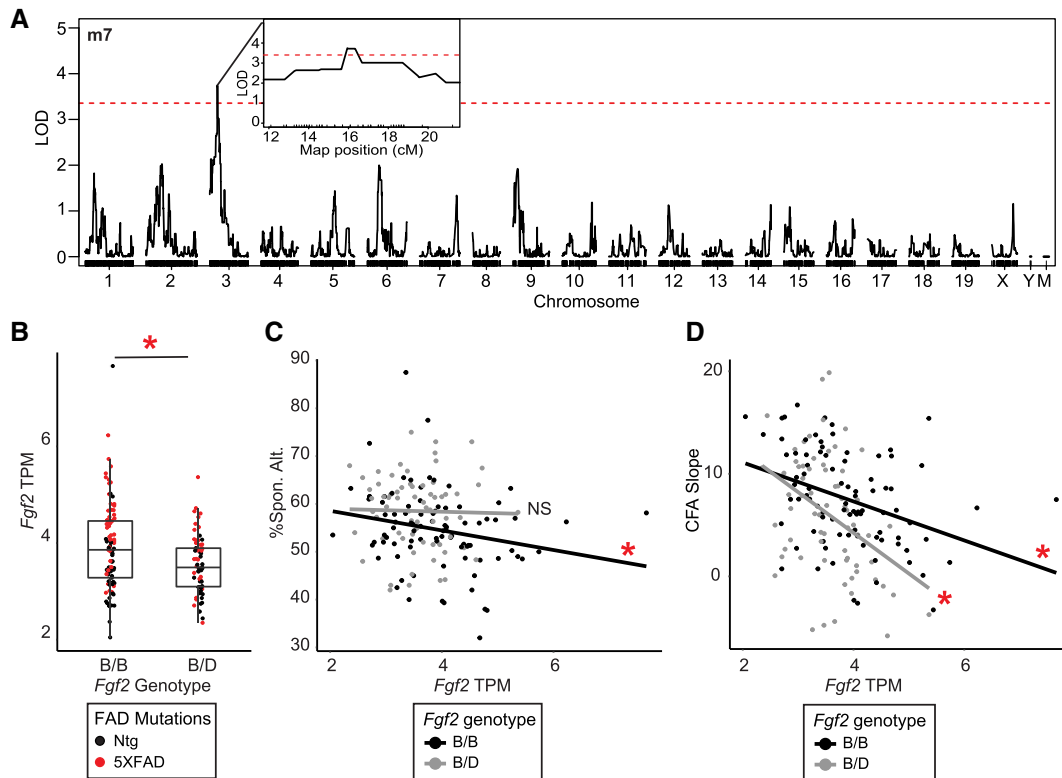 A
m7
LOD
5
4
3
2
1
0
LOD
4
3
2
1
0
12 14 16 18 20
Map position (cM)
1 2 3 4 5 6 7 8 9 10 11 12 13 14 15 16 17 18 19 X Y M
Chromosome
B
*
Fgf2 TPM
6
4
2
B/B B/D
Fgf2 Genotype
FAD Mutations
Ntg
5XFAD
C
%Spon. Alt.
90
80
70
60
50
40
30
NS
*
2 4 6
Fgf2 TPM
Fgf2 genotype
B/B
B/D
D
CFA Slope
20
10
0
*
*
2 4 6
Fgf2 TPM
Fgf2 genotype
B/B
B/D